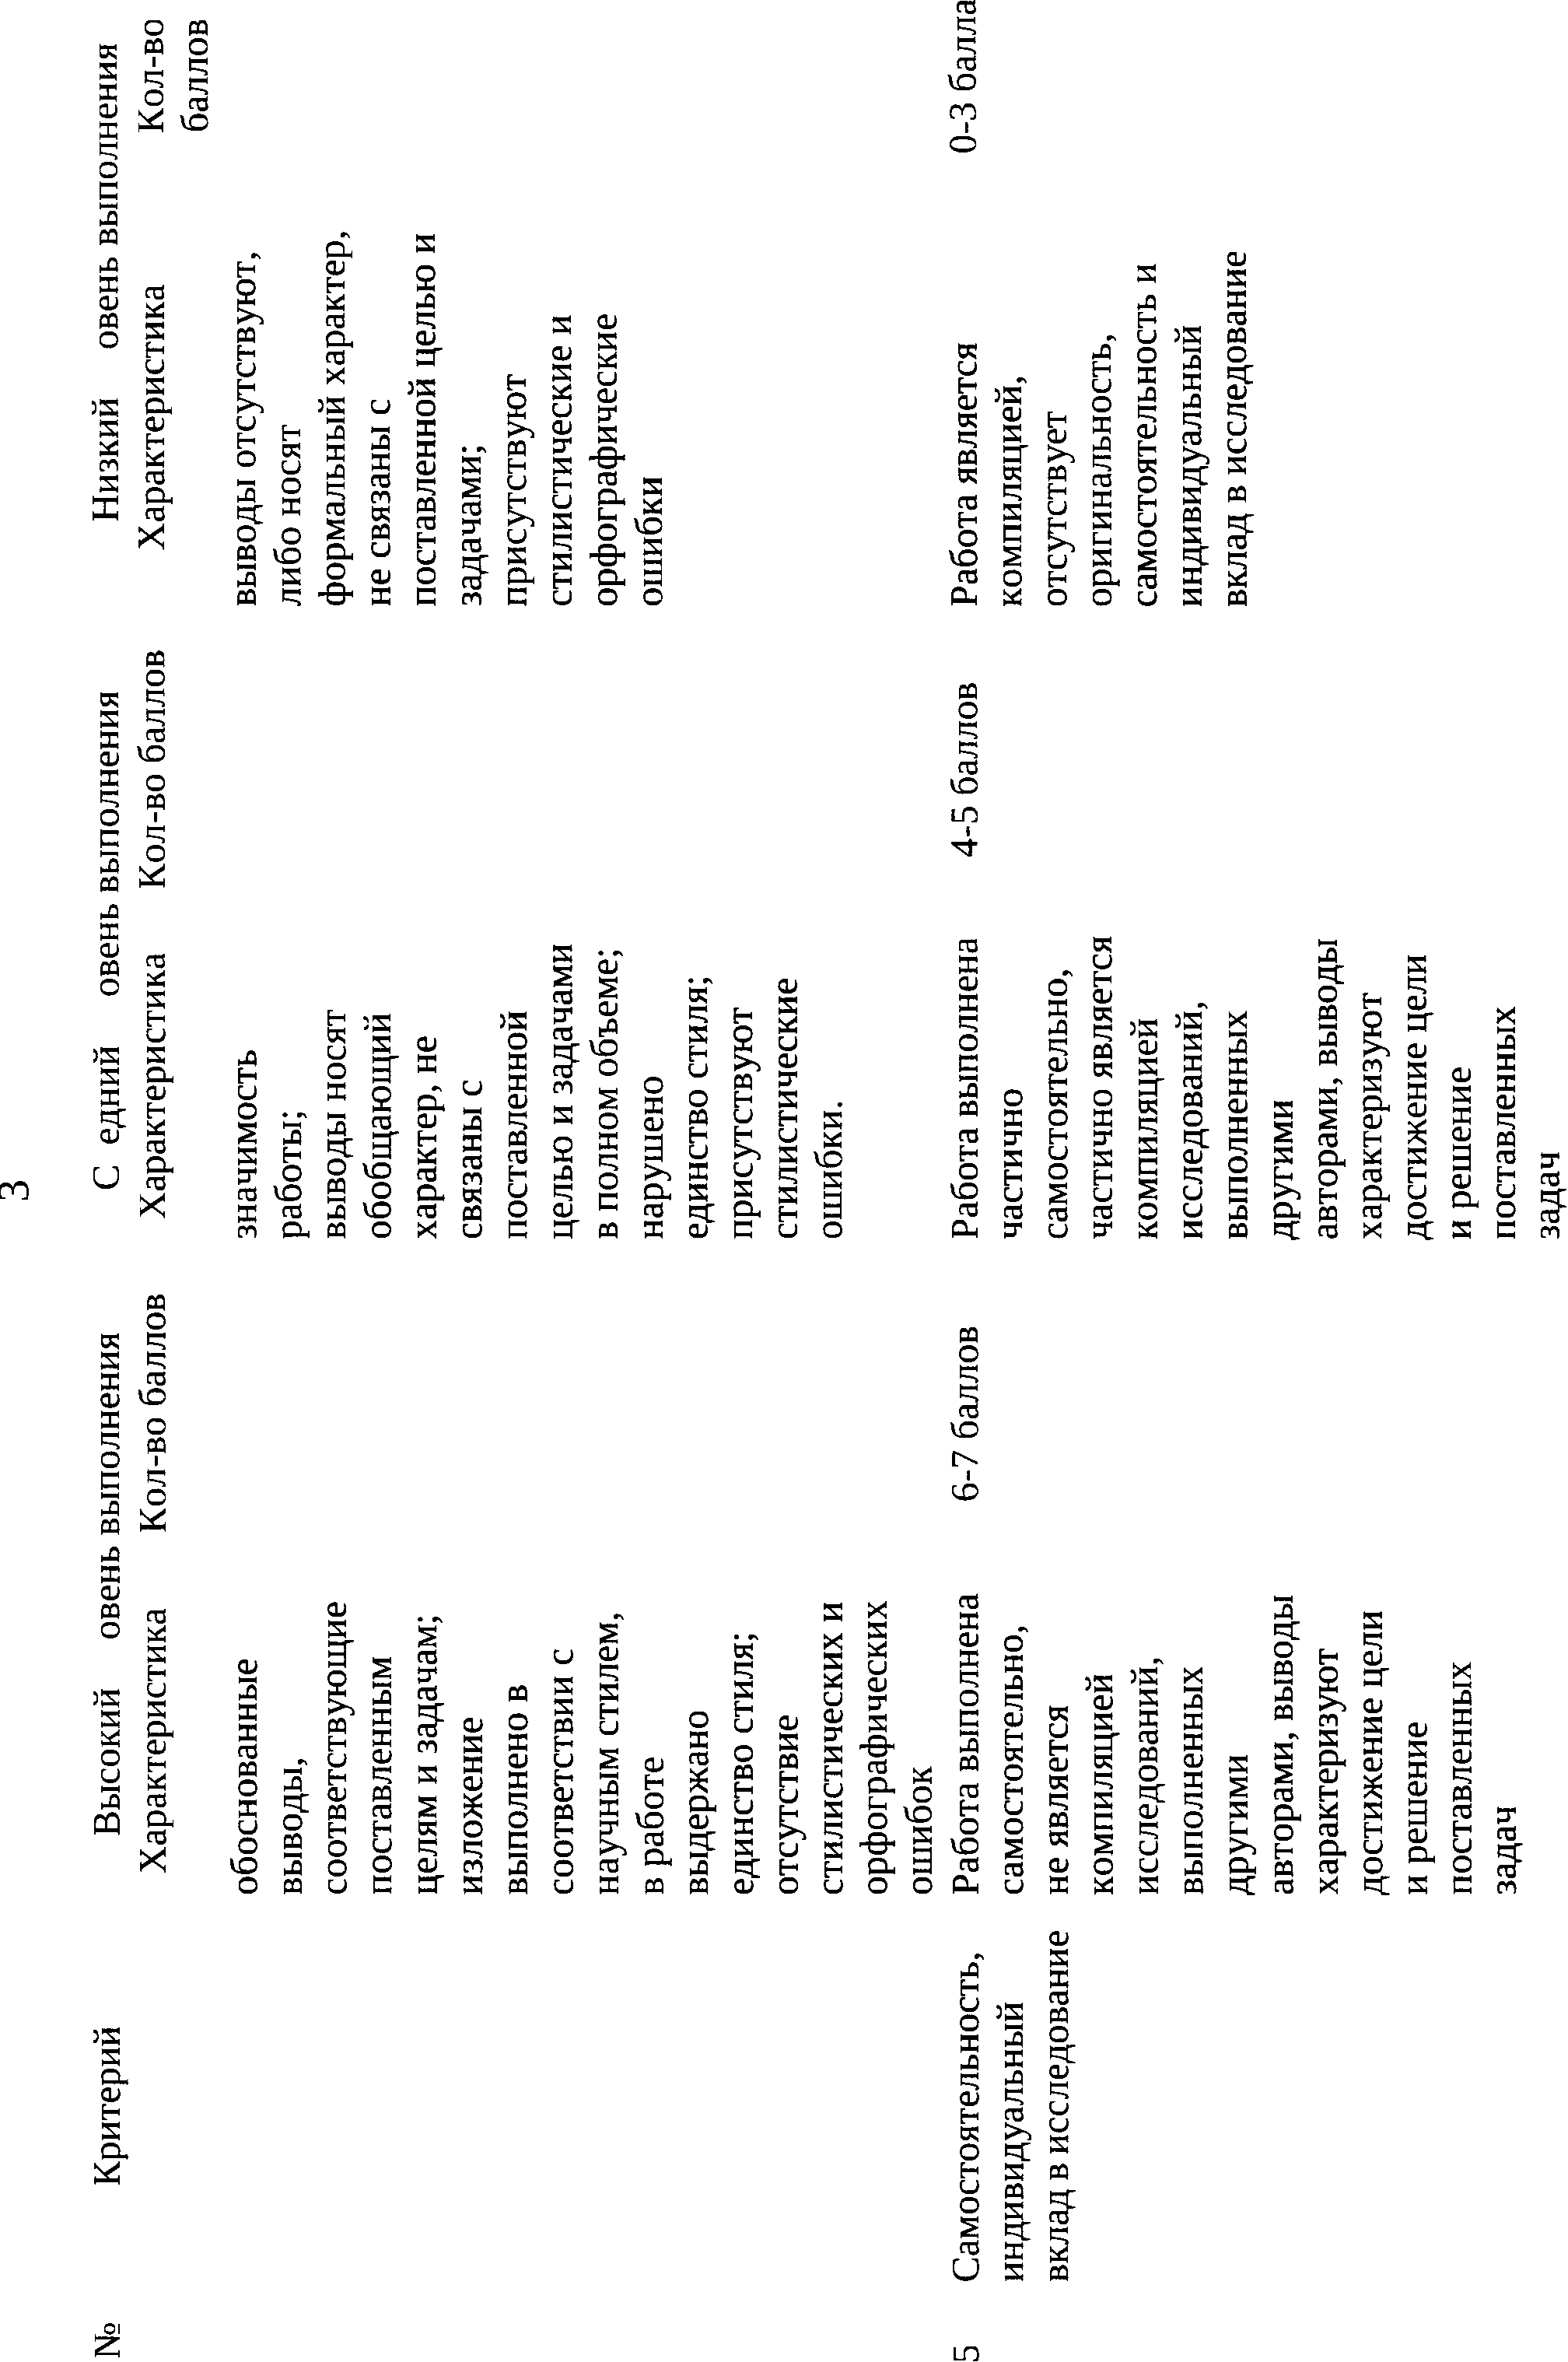 3
№ Критерий Высокий овень выполнения С едний овень выполнения Низкий овень выполнения
Характеристика Кол-во баллов Характеристика Кол-во баллов Характеристика Кол-во
баллов
обоснованные
выводы,
соответствующие
поставленным
целям и задачам;
изложение
выполнено в
соответствии с
научным стилем,
в работе
выдержано
единство стиля;
отсутствие
стилистических и
орфографических
ошибок
значимость
работы;
выводы носят
обобщающий
характер, не
связаны с
поставленной
целью и задачами
в полном объеме;
нарушено
единство стиля;
присутствуют
стилистические
ошибки.
выводы отсутствуют,
либо носят
формальный характер,
не связаны с
поставленной целью и
задачами;
присутствуют
стилистические и
орфографические
ошибки
5
Самостоятельность,
индивидуальный
вклад в исследование
Работа выполнена
самостоятельно,
не является
компиляцией
исследований,
выполненных
другими
авторами, выводы
характеризуют
достижение цели
и решение
поставленных
задач
6-7 баллов
Работа выполнена
частично
самостоятельно,
частично является
компиляцией
исследований,
выполненных
другими
авторами, выводы
характеризуют
достижение цели
и решение
поставленных
задач
4-5 баллов
Работа является
компиляцией,
отсутствует
оригинальность,
самостоятельность и
индивидуальный
вклад в исследование
0-3 балла